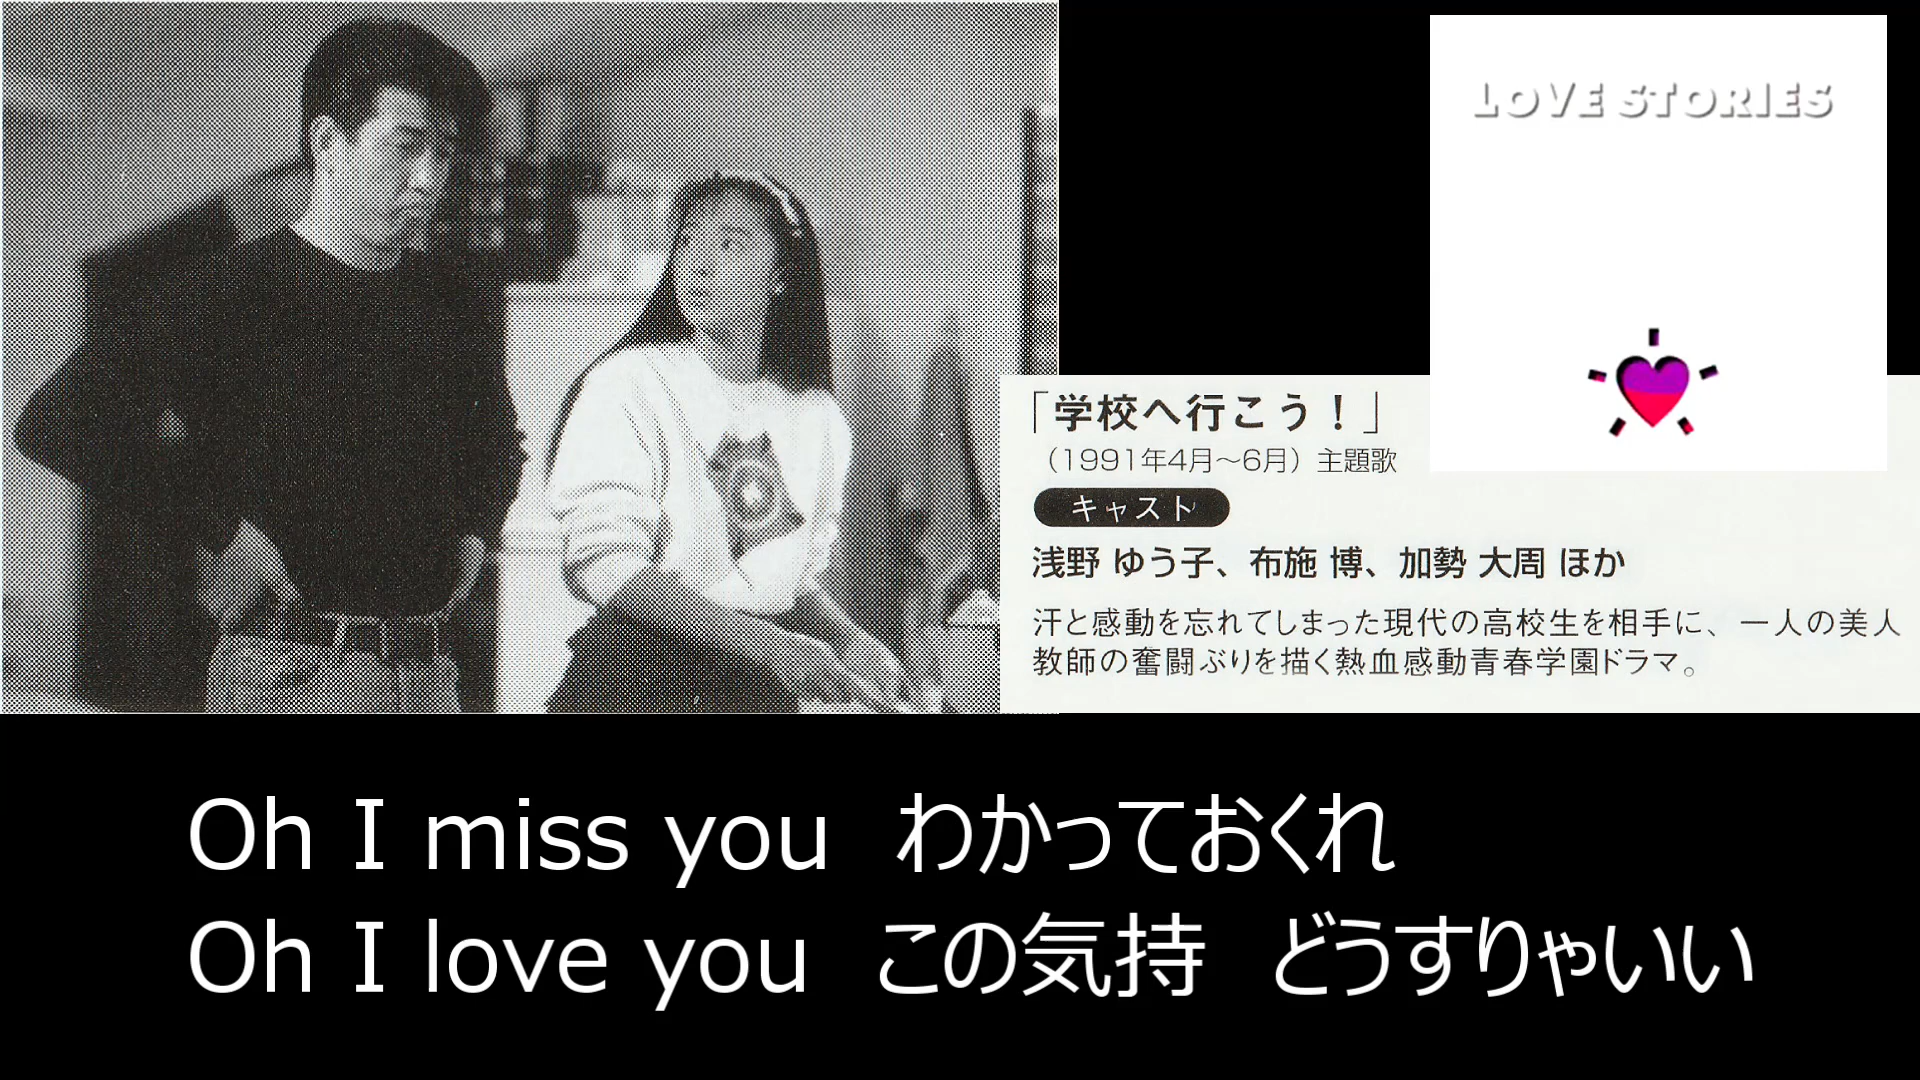 LOVE STORIES
「学校へ行こう！」
（1991年4月〜6月）主題歌
キャスト
浅野 ゆう子、布施 博、加勢 大周 ほか
汗と感動を忘れてしまった現代の高校生を相手に、一人の美人
教師の奮闘ぶりを描く熱血感動青春学園ドラマ。
Oh I miss you　わかっておくれ
Oh I love you　この気持　どうすりゃいい